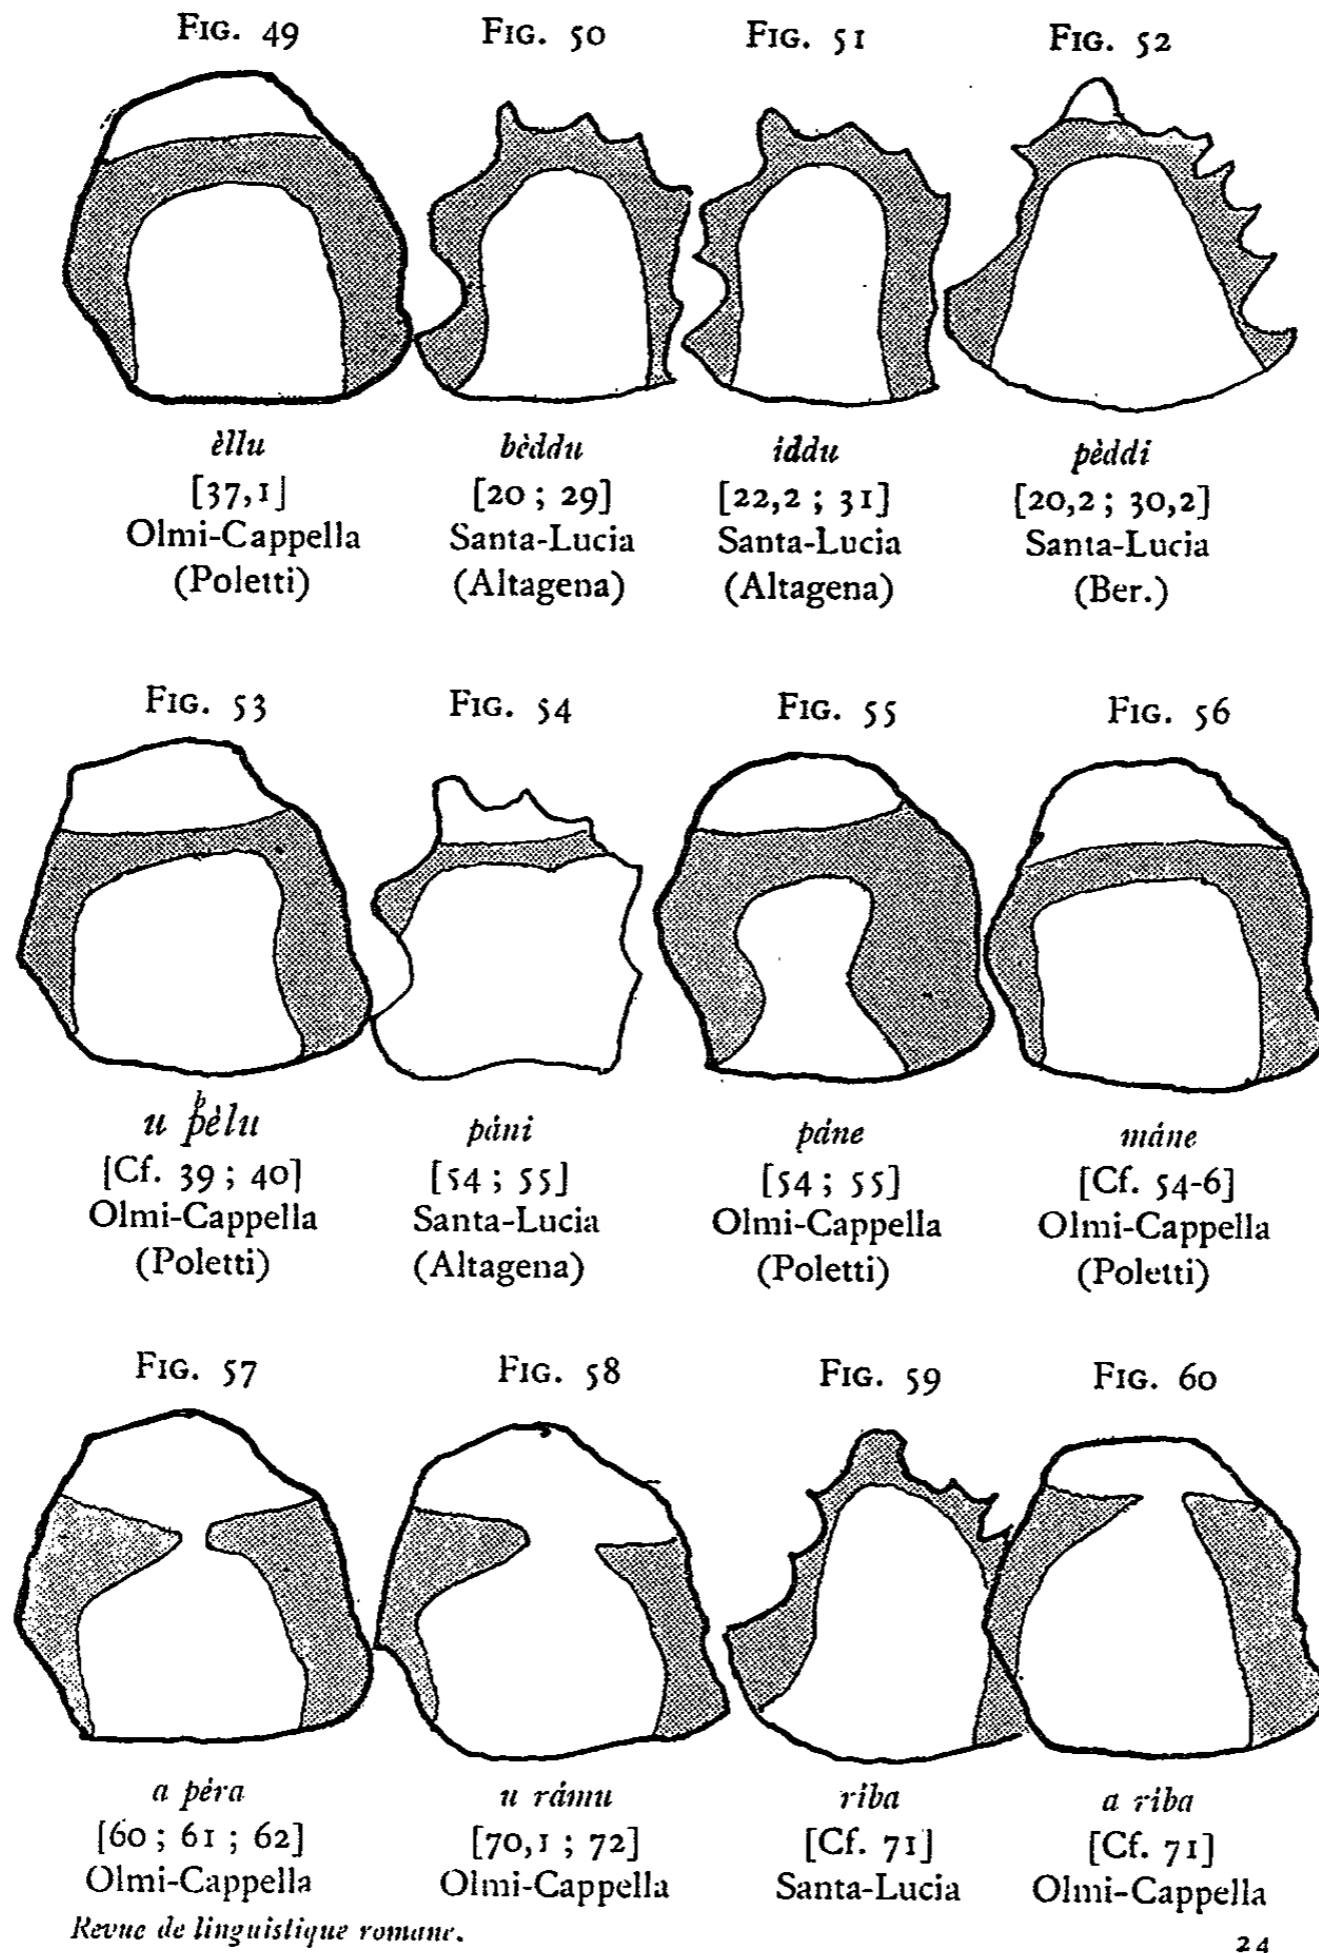 FIG. 49 FIG. 50 FIG. 51 FIG. 52
èllu bèddu iddu pèddi
[37,1] [20 ; 29] [22,2 ; 31] [20,2 ; 30,2]
Olmi-Cappella Santa-Lucia Santa-Lucia Santa-Lucia
(Poletti) (Altagena) (Altagena) (Ber.)
FIG. 53 FIG. 54 FIG. 55 FIG. 56
b
u pèlu páni páne máne
[Cf. 39 ; 40] [54 ; 55] [54 ; 55] [Cf. 54-6]
Olmi-Cappella Santa-Lucia Olmi-Cappella Olmi-Cappella
(Poletti) (Altagena) (Poletti) (Poletti)
FIG. 57 FIG. 58 FIG. 59 FIG. 60
a péra u rámu riba a riba
[60 ; 61 ; 62] [70,1 ; 72] [Cf. 71] [Cf. 71]
Olmi-Cappella Olmi-Cappella Santa-Lucia Olmi-Cappella
Revue de linguistique romane. 24